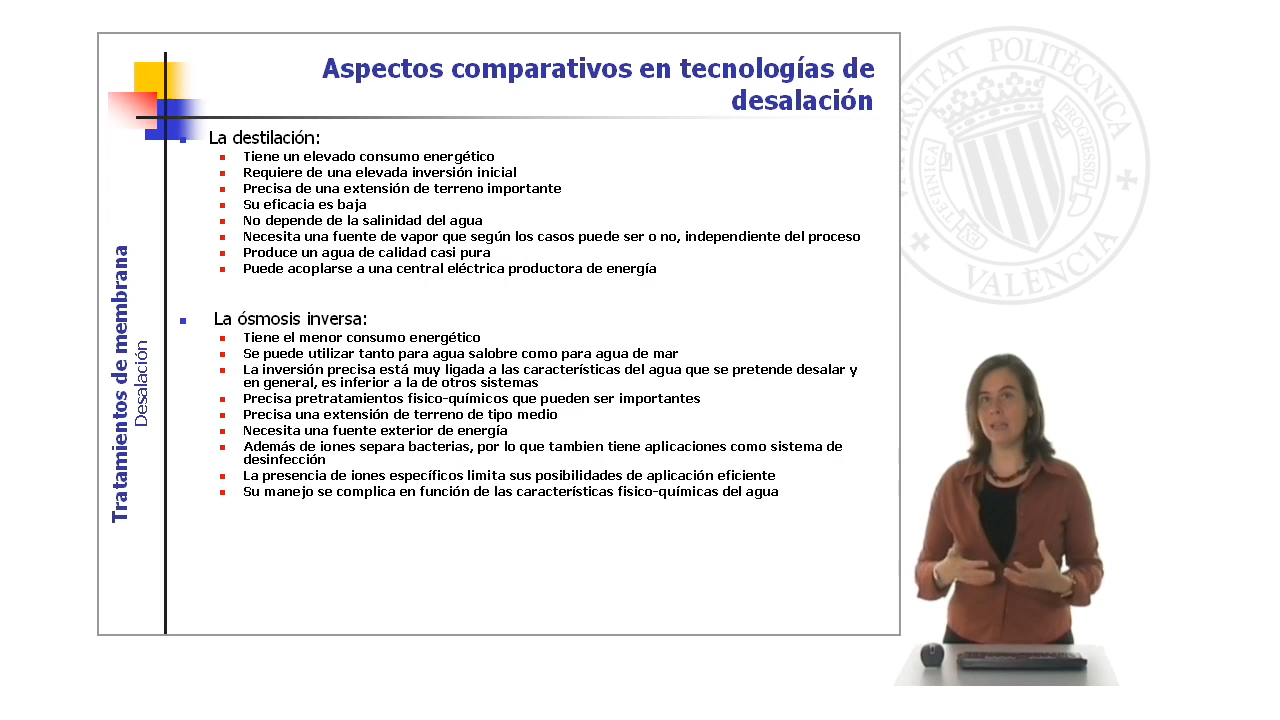 Aspectos comparativos en tecnologías de
desalación
La destilación:
Tiene un elevado consumo energético
Requiere de una elevada inversión inicial
Precisa de una extensión de terreno importante
Su eficacia es baja
No depende de la salinidad del agua
Necesita una fuente de vapor que según los casos puede ser o no, independiente del proceso
Produce un agua de calidad casi pura
Puede acoplarse a una central eléctrica productora de energía
La ósmosis inversa:
Tiene el menor consumo energético
Se puede utilizar tanto para agua salobre como para agua de mar
La inversión precisa está muy ligada a las características del agua que se pretende desalar y
en general, es inferior a la de otros sistemas
Precisa pretratamientos fisico-químicos que pueden ser importantes
Precisa una extensión de terreno de tipo medio
Necesita una fuente exterior de energía
Además de iones separa bacterias, por lo que tambien tiene aplicaciones como sistema de
desinfección
La presencia de iones específicos limita sus posibilidades de aplicación eficiente
Su manejo se complica en función de las características fisico-químicas del agua
Tratamientos de membrana
Desalación
VERSITAT POLITÈCNICA
VALÈNCIA
TECHNICA
PROGRESSIO